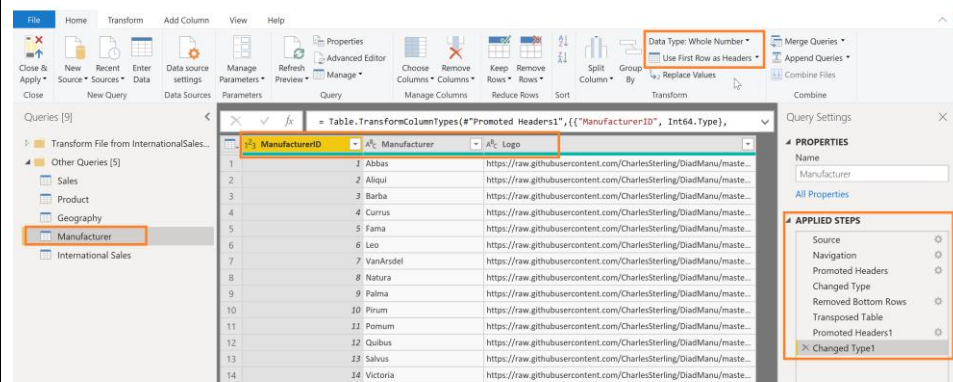 File Home Transform Add Column View Help
Close & Apply
New Source
Recent Sources
Enter Data
Data source settings
Manage Parameters
Refresh Preview
Properties
Advanced Editor
Manage
Choose Columns
Remove Columns
Keep Rows
Remove Rows
Split Column
Group By
Data Type: Whole Number
Use First Row as Headers
Replace Values
Merge Queries
Append Queries
Combine Files
Close New Query Data Sources Parameters Query Manage Columns Reduce Rows Sort Transform Combine
Queries [9]
Transform File from InternationalSales...
Other Queries [5]
Sales
Product
Geography
Manufacturer
International Sales
= Table.TransformColumnTypes(#"Promoted Headers1",{{"ManufacturerID", Int64.Type},
ManufacturerID Manufacturer Logo
1 1 Abbas https://raw.githubusercontent.com/CharlesSterling/DiadManu/maste...
2 2 Aliqui https://raw.githubusercontent.com/CharlesSterling/DiadManu/maste...
3 3 Barba https://raw.githubusercontent.com/CharlesSterling/DiadManu/maste...
4 4 Currus https://raw.githubusercontent.com/CharlesSterling/DiadManu/maste...
5 5 Fama https://raw.githubusercontent.com/CharlesSterling/DiadManu/maste...
6 6 Leo https://raw.githubusercontent.com/CharlesSterling/DiadManu/maste...
7 7 VanArsdel https://raw.githubusercontent.com/CharlesSterling/DiadManu/maste...
8 8 Natura https://raw.githubusercontent.com/CharlesSterling/DiadManu/maste...
9 9 Palma https://raw.githubusercontent.com/CharlesSterling/DiadManu/maste...
10 10 Pirum https://raw.githubusercontent.com/CharlesSterling/DiadManu/maste...
11 11 Pomum https://raw.githubusercontent.com/CharlesSterling/DiadManu/maste...
12 12 Quibus https://raw.githubusercontent.com/CharlesSterling/DiadManu/maste...
13 13 Salvus https://raw.githubusercontent.com/CharlesSterling/DiadManu/maste...
14 14 Victoria https://raw.githubusercontent.com/CharlesSterling/DiadManu/maste...
Query Settings
PROPERTIES
Name
Manufacturer
All Properties
APPLIED STEPS
Source
Navigation
Promoted Headers
Changed Type
Removed Bottom Rows
Transposed Table
Promoted Headers1
Changed Type1